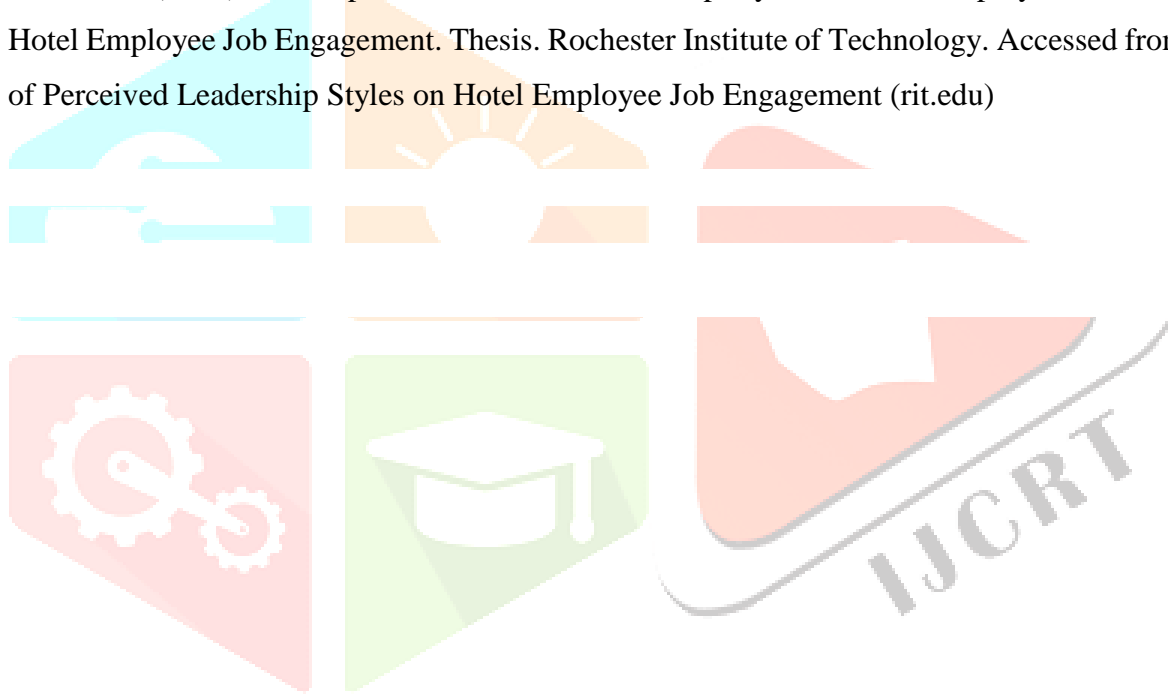 Hotel Employee Job Engagement. Thesis. Rochester Institute of Technology. Accessed from
of Perceived Leadership Styles on Hotel Employee Job Engagement (rit.edu)
IJCRT